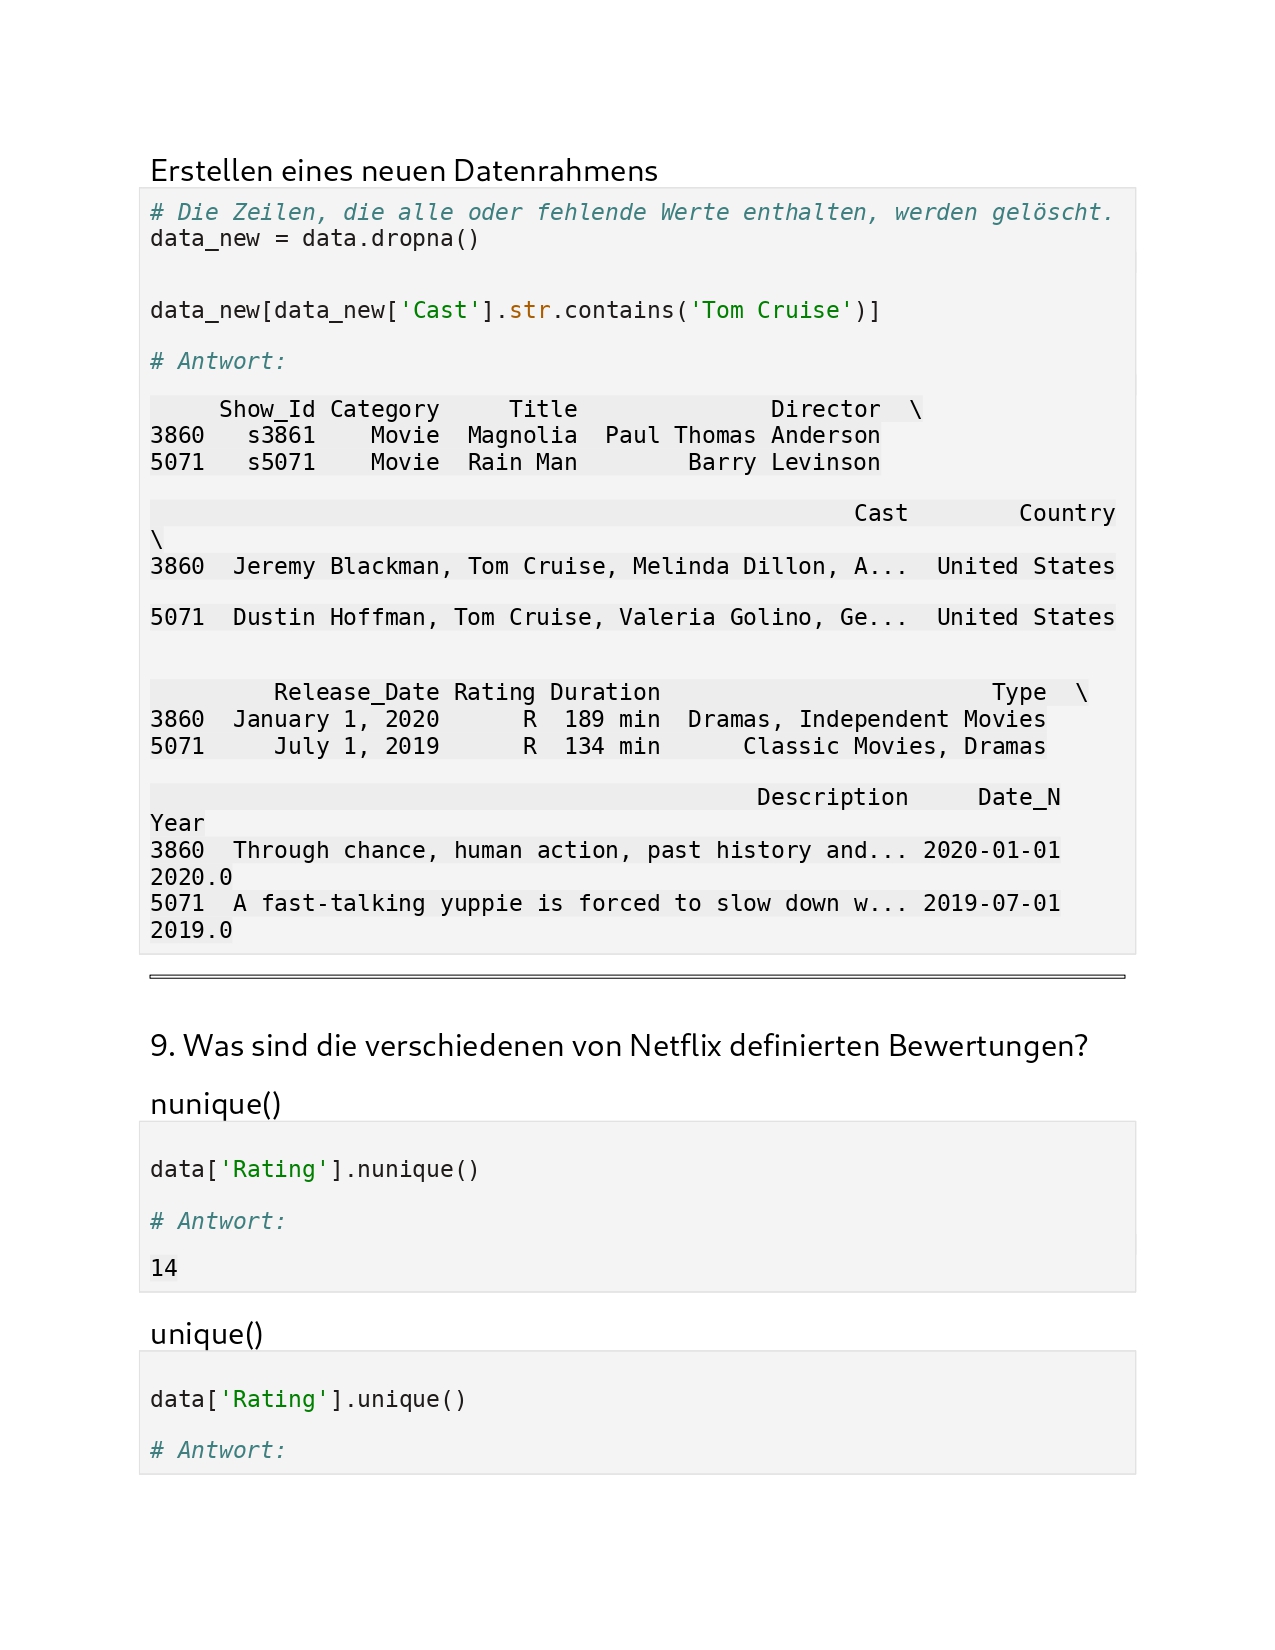 Erstellen eines neuen Datenrahmens
# Die Zeilen, die alle oder fehlende Werte enthalten, werden gelöscht.
data_new = data.dropna()
data_new[data_new['Cast'].str.contains('Tom Cruise')]
# Antwort:
     Show_Id Category     Title              Director  \
3860   s3861    Movie  Magnolia  Paul Thomas Anderson
5071   s5071    Movie  Rain Man        Barry Levinson
                                                   Cast        Country
\
3860  Jeremy Blackman, Tom Cruise, Melinda Dillon, A...  United States
5071  Dustin Hoffman, Tom Cruise, Valeria Golino, Ge...  United States
         Release_Date Rating Duration                        Type  \
3860  January 1, 2020      R  189 min  Dramas, Independent Movies
5071     July 1, 2019      R  134 min      Classic Movies, Dramas
                                            Description     Date_N
Year
3860  Through chance, human action, past history and... 2020-01-01
2020.0
5071  A fast-talking yuppie is forced to slow down w... 2019-07-01
2019.0
9. Was sind die verschiedenen von Netflix definierten Bewertungen?
nunique()
data['Rating'].nunique()
# Antwort:
14
unique()
data['Rating'].unique()
# Antwort: